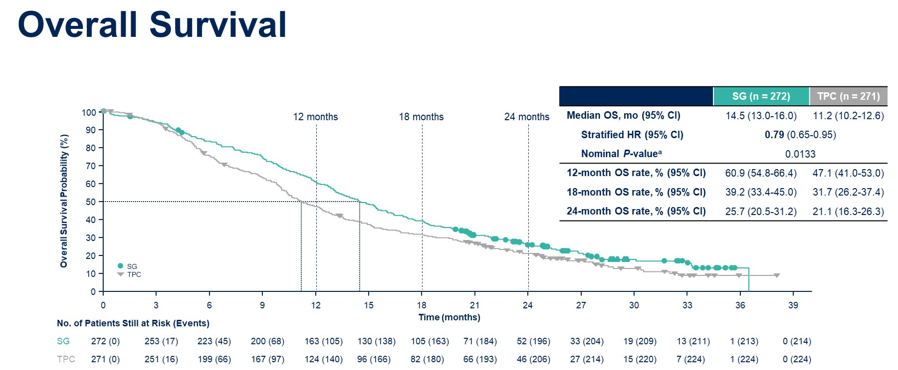 Overall Survival
SG (n = 272) TPC (n = 271)
Median OS, mo (95% CI) 14.5 (13.0-16.0) 11.2 (10.2-12.6)
Stratified HR (95% CI) 0.79 (0.65-0.95)
Nominal P-valueᵃ 0.0133
12-month OS rate, % (95% CI) 60.9 (54.8-66.4) 47.1 (41.0-53.0)
18-month OS rate, % (95% CI) 39.2 (33.4-45.0) 31.7 (26.2-37.4)
24-month OS rate, % (95% CI) 25.7 (20.5-31.2) 21.1 (16.3-26.3)
12 months 18 months 24 months
Overall Survival Probability (%)
100
90
80
70
60
50
40
30
20
10
0
SG
TPC
0 3 6 9 12 15 18 21 24 27 30 33 36 39
Time (months)
No. of Patients Still at Risk (Events)
SG 272 (0) 253 (17) 223 (45) 200 (68) 163 (105) 130 (138) 105 (163) 71 (184) 52 (196) 33 (204) 19 (209) 13 (211) 1 (213) 0 (214)
TPC 271 (0) 251 (16) 199 (66) 167 (97) 124 (140) 96 (166) 82 (180) 66 (193) 46 (206) 27 (214) 15 (220) 7 (224) 1 (224) 0 (224)